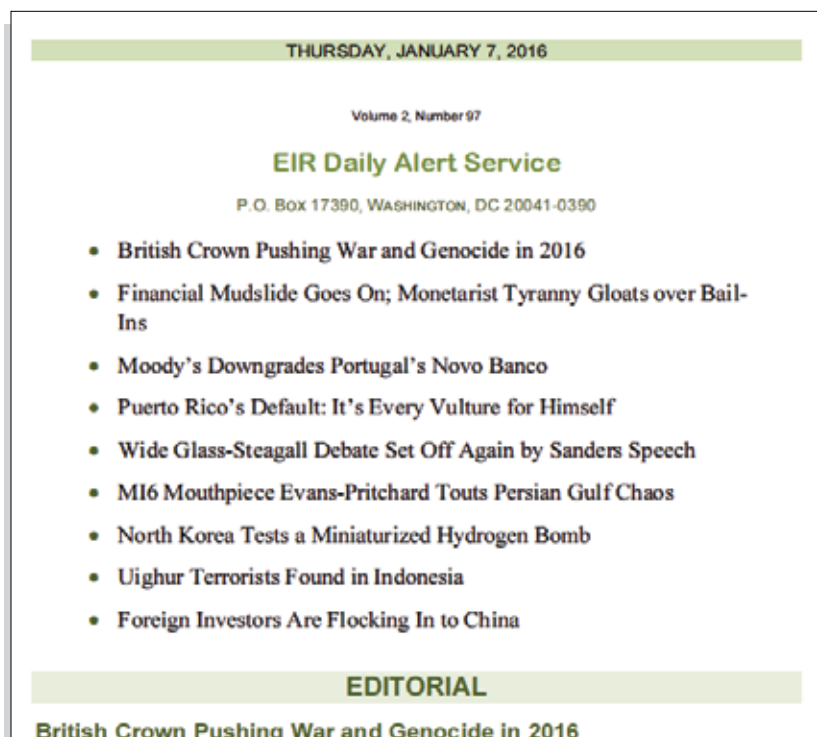 THURSDAY, JANUARY 7, 2016
Volume 2, Number 97
EIR Daily Alert Service
P.O. BOX 17390, WASHINGTON, DC 20041-0390
• British Crown Pushing War and Genocide in 2016
• Financial Mudslide Goes On; Monetarist Tyranny Gloats over Bail-
Ins
• Moody's Downgrades Portugal's Novo Banco
• Puerto Rico's Default: It's Every Vulture for Himself
• Wide Glass-Steagall Debate Set Off Again by Sanders Speech
• MI6 Mouthpiece Evans-Pritchard Touts Persian Gulf Chaos
• North Korea Tests a Miniaturized Hydrogen Bomb
• Uighur Terrorists Found in Indonesia
• Foreign Investors Are Flocking In to China
EDITORIAL
British Crown Pushing War and Genocide in 2016